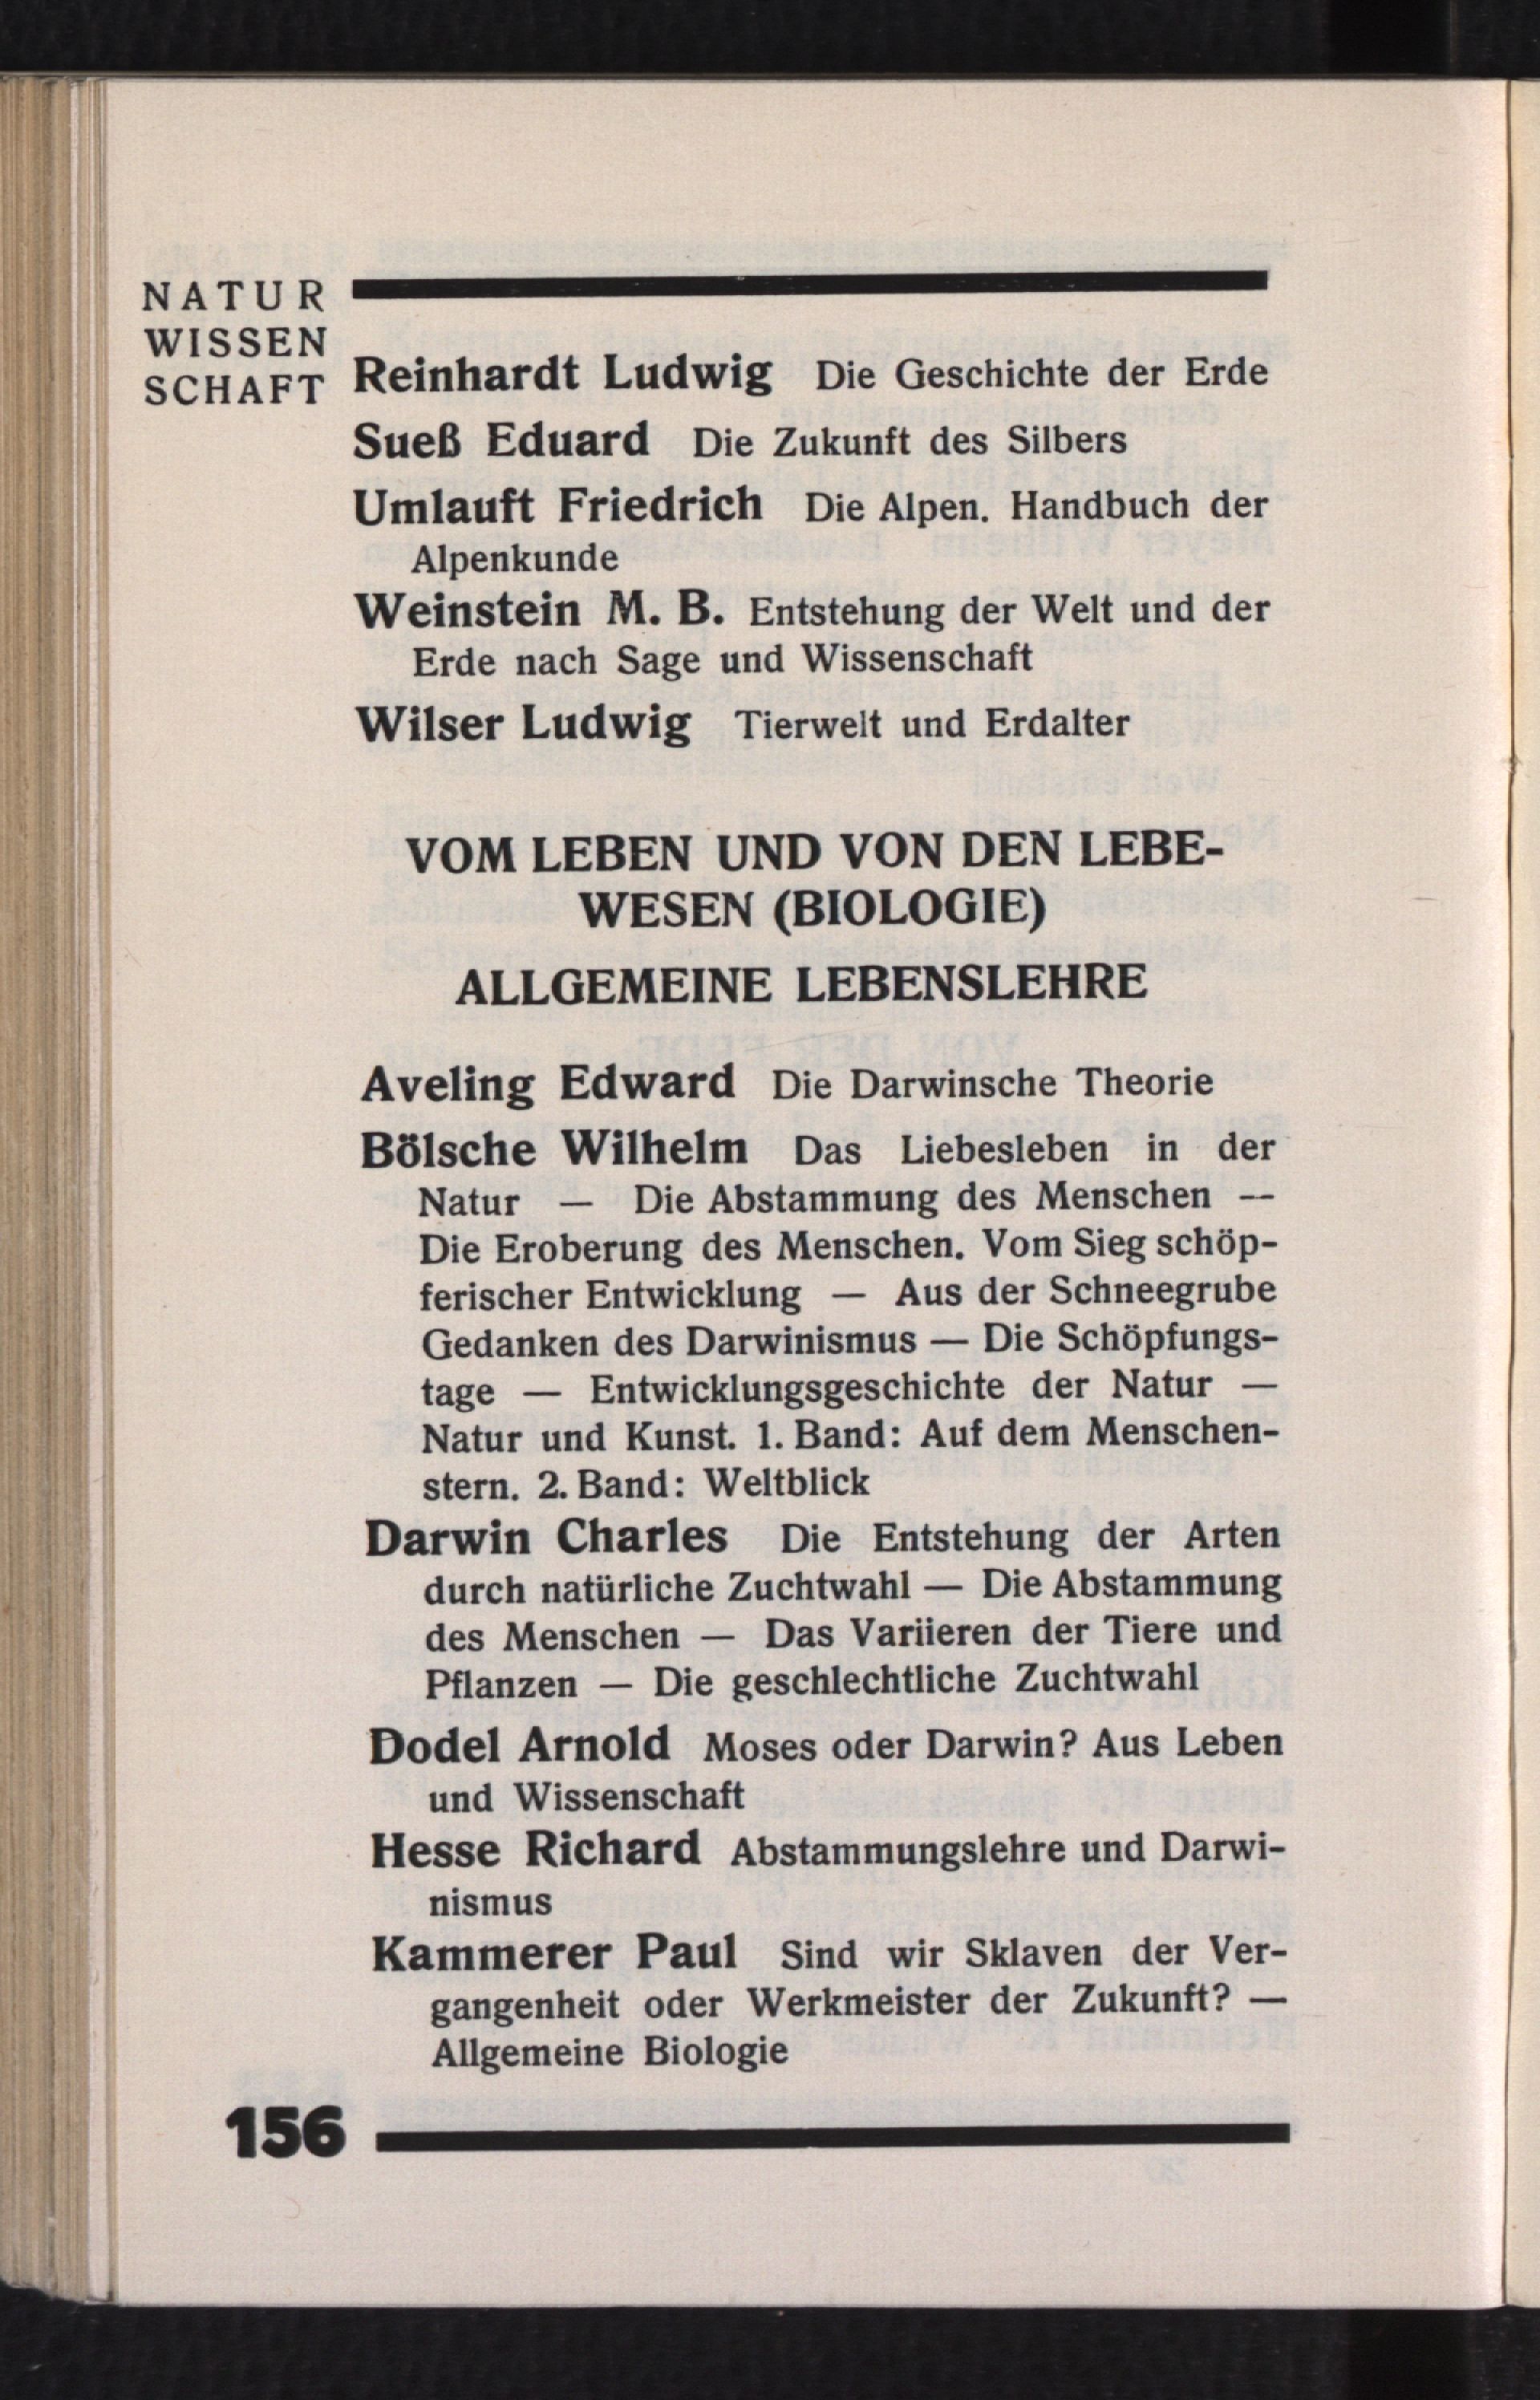 NATUR
WISSEN
SCHAFT
Reinhardt Ludwig Die Geschichte der Erde
Sueß Eduard Die Zukunft des Silbers
Umlauft Friedrich Die Alpen. Handbuch der
Alpenkunde
Weinstein M. B. Entstehung der Welt und der
Erde nach Sage und Wissenschaft
Wilser Ludwig Tierwelt und Erdalter
VOM LEBEN UND VON DEN LEBE-
WESEN (BIOLOGIE)
ALLGEMEINE LEBENSLEHRE
Aveling Edward Die Darwinsche Theorie
Bölsche Wilhelm Das Liebesleben in der
Natur — Die Abstammung des Menschen —
Die Eroberung des Menschen. Vom Sieg schöp-
ferischer Entwicklung — Aus der Schneegrube
Gedanken des Darwinismus — Die Schöpfungs-
tage — Entwicklungsgeschichte der Natur —
Natur und Kunst. 1. Band: Auf dem Menschen-
stern. 2. Band: Weltblick
Darwin Charles Die Entstehung der Arten
durch natürliche Zuchtwahl — Die Abstammung
des Menschen — Das Variieren der Tiere und
Pflanzen — Die geschlechtliche Zuchtwahl
Dodel Arnold Moses oder Darwin? Aus Leben
und Wissenschaft
Hesse Richard Abstammungslehre und Darwi-
nismus
Kammerer Paul Sind wir Sklaven der Ver-
gangenheit oder Werkmeister der Zukunft? —
Allgemeine Biologie
156